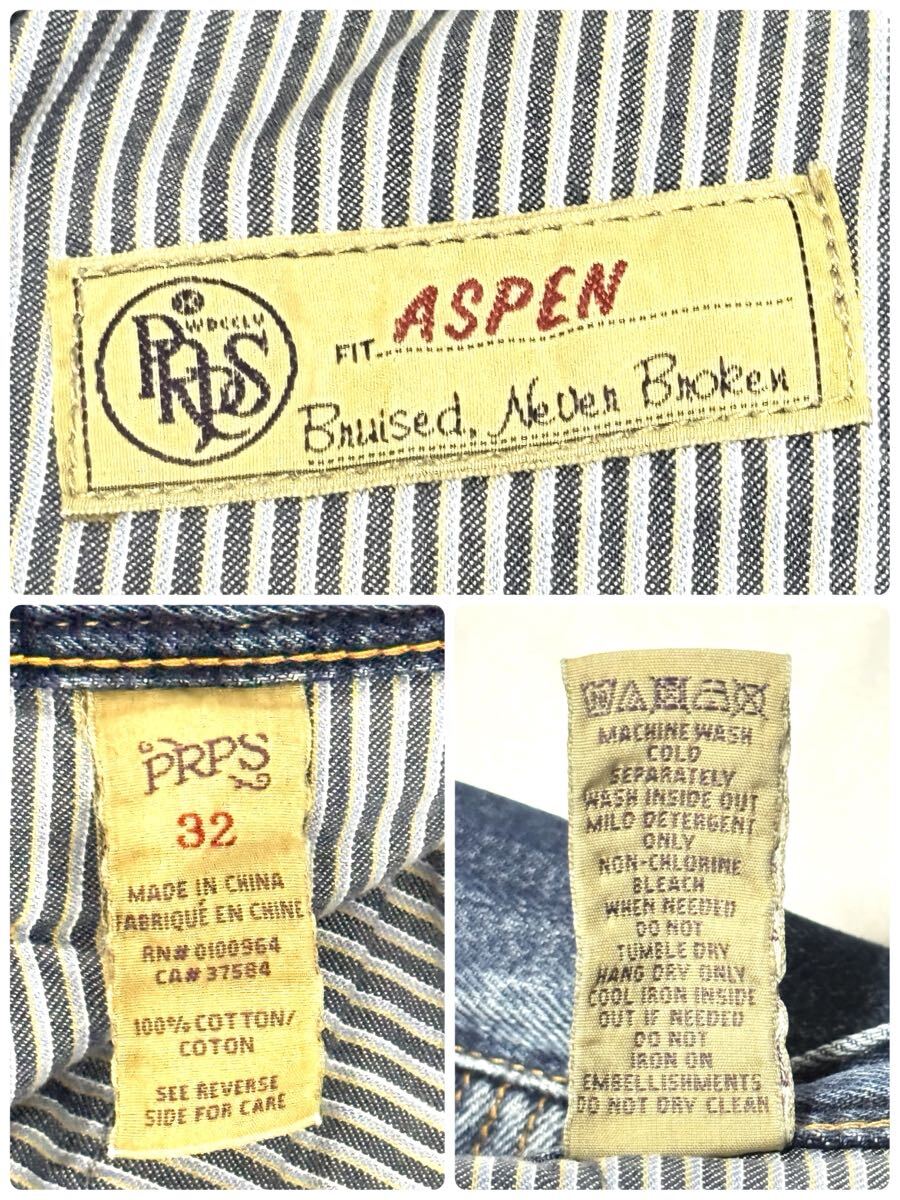 PRPS
FIT ASPEN
Bruised, Never Broken
PRPS
32
MADE IN CHINA
FABRIQUÉ EN CHINE
RN# 0100964
CA# 37584
100% COTTON/
COTON
SEE REVERSE
SIDE FOR CARE
MACHINE WASH
COLD
SEPARATELY
WASH INSIDE OUT
MILD DETERGENT
ONLY
NON-CHLORINE
BLEACH
WHEN NEEDED
DO NOT
TUMBLE DRY
HANG DRY ONLY
COOL IRON INSIDE
OUT IF NEEDED
DO NOT
IRON ON
EMBELLISHMENTS
DO NOT DRY CLEAN